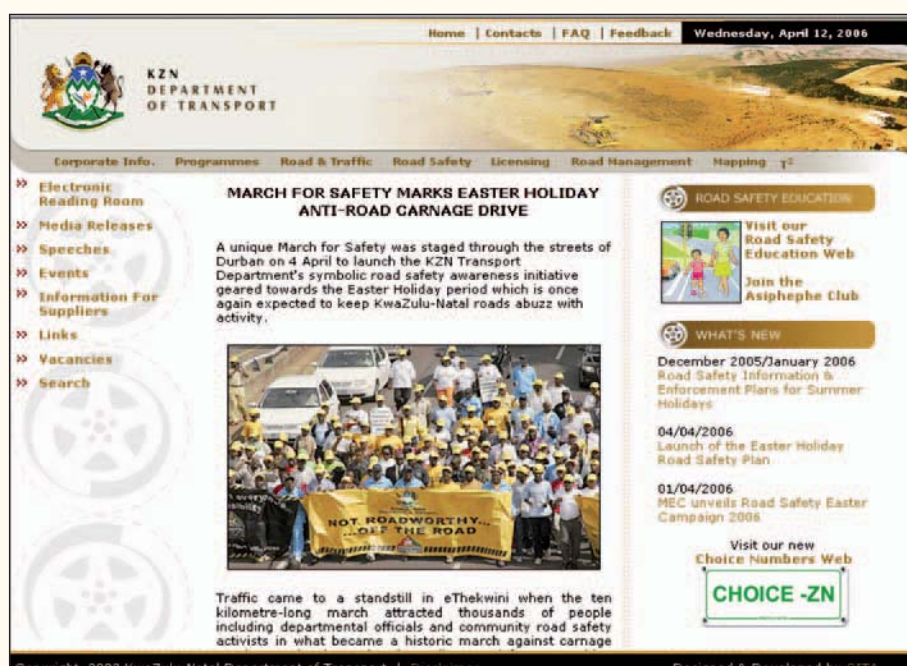 Home | Contacts | FAQ | Feedback
Wednesday, April 12, 2006
KZN
DEPARTMENT
OF TRANSPORT
Corporate Info. Programmes Road & Traffic Road Safety Licensing Road Management Mapping T²
Electronic
Reading Room
Media Releases
Speeches
Events
Information For
Suppliers
Links
Vacancies
Search
MARCH FOR SAFETY MARKS EASTER HOLIDAY
ANTI-ROAD CARNAGE DRIVE
A unique March for Safety was staged through the streets of
Durban on 4 April to launch the KZN Transport
Department's symbolic road safety awareness initiative
geared towards the Easter Holiday period which is once
again expected to keep KwaZulu-Natal roads abuzz with
activity.
NOT ROADWORTHY...
...OFF THE ROAD
Traffic came to a standstill in eThekwini when the ten
kilometre-long march attracted thousands of people
including departmental officials and community road safety
activists in what became a historic march against carnage
ROAD SAFETY EDUCATION
Visit our
Road Safety
Education Web
Join the
Asiphephe Club
WHAT'S NEW
December 2005/January 2006
Road Safety Information &
Enforcement Plans for Summer
Holidays
04/04/2006
Launch of the Easter Holiday
Road Safety Plan
01/04/2006
MEC unveils Road Safety Easter
Campaign 2006
Visit our new
Choice Numbers Web
CHOICE -ZN